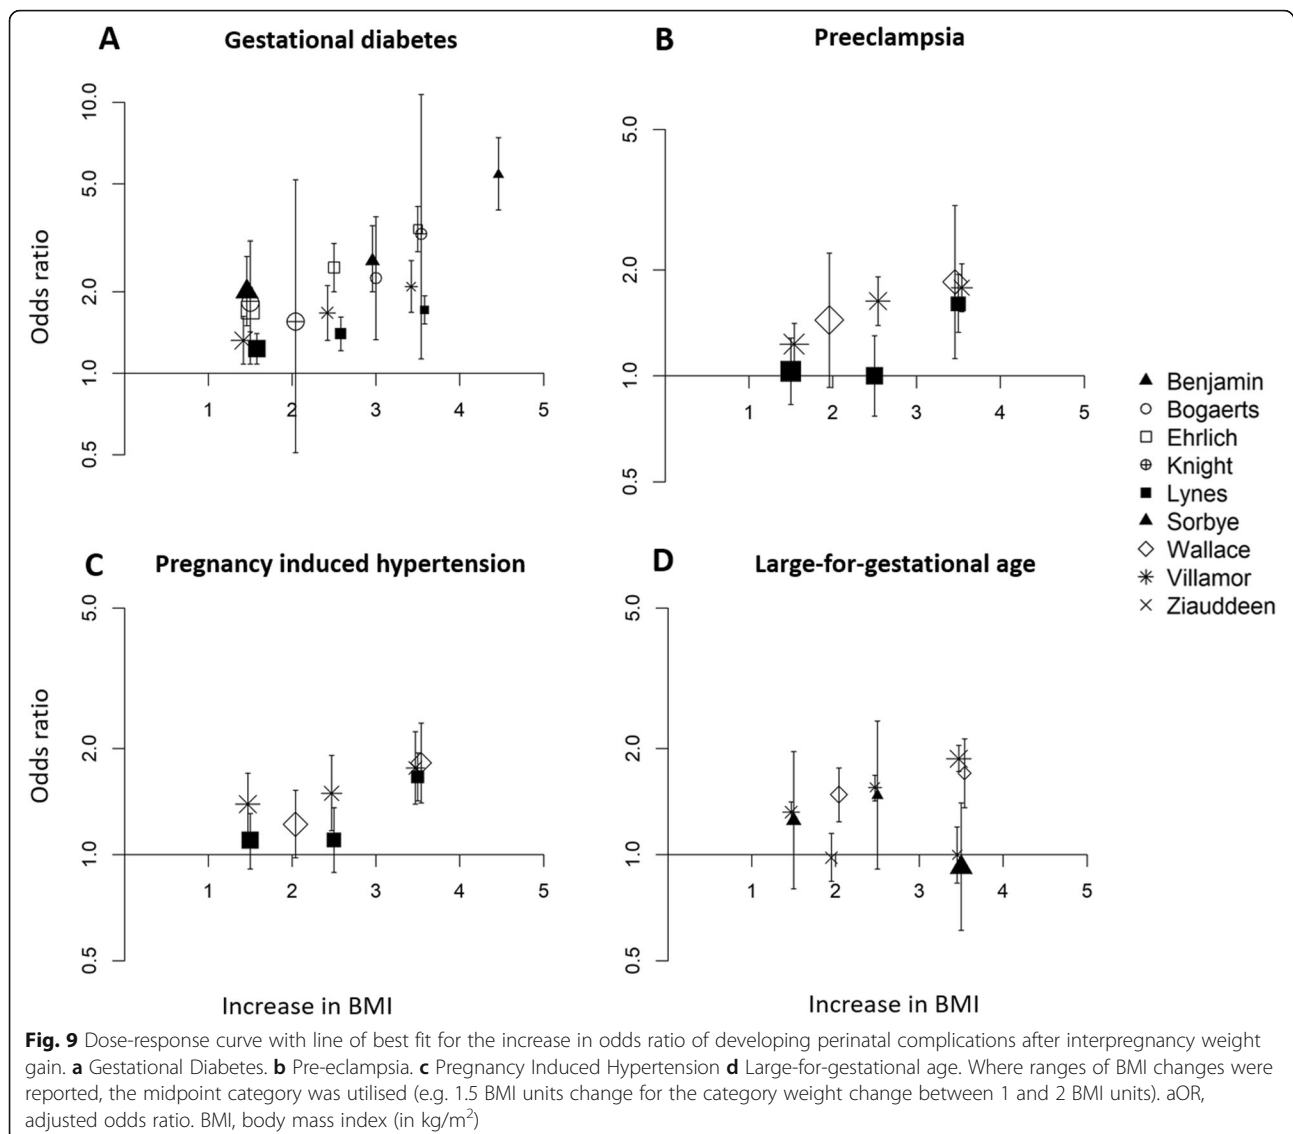 A Gestational diabetes
Odds ratio
10.0
5.0
2.0
1.0
0.5
1 2 3 4 5
B Preeclampsia
5.0
2.0
1.0
0.5
1 2 3 4 5
Benjamin
Bogaerts
Ehrlich
Knight
Lynes
Sorbye
Wallace
Villamor
Ziauddeen
C Pregnancy induced hypertension
Odds ratio
5.0
2.0
1.0
0.5
1 2 3 4 5
Increase in BMI
D Large-for-gestational age
5.0
2.0
1.0
0.5
1 2 3 4 5
Increase in BMI
Fig. 9 Dose-response curve with line of best fit for the increase in odds ratio of developing perinatal complications after interpregnancy weight
gain. a Gestational Diabetes. b Pre-eclampsia. c Pregnancy Induced Hypertension d Large-for-gestational age. Where ranges of BMI changes were
reported, the midpoint category was utilised (e.g. 1.5 BMI units change for the category weight change between 1 and 2 BMI units). aOR,
adjusted odds ratio. BMI, body mass index (in kg/m²)